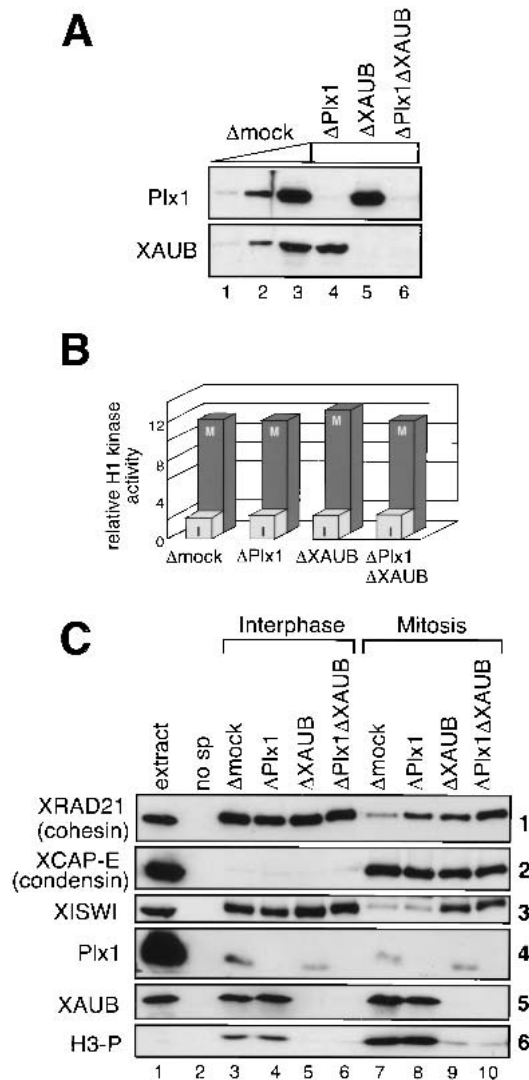 A
Δmock
ΔPlx1
ΔXAUB
ΔPlx1ΔXAUB
Plx1
XAUB
1 2 3 4 5 6
B
relative H1 kinase
activity
12
8
4
0
M M M M
I I I I
Δmock ΔPlx1 ΔXAUB ΔPlx1
ΔXAUB
C
Interphase Mitosis
extract
no sp
Δmock
ΔPlx1
ΔXAUB
ΔPlx1ΔXAUB
Δmock
ΔPlx1
ΔXAUB
ΔPlx1ΔXAUB
XRAD21
(cohesin)
1
XCAP-E
(condensin)
2
XISWI 3
Plx1 4
XAUB 5
H3-P 6
1 2 3 4 5 6 7 8 9 10